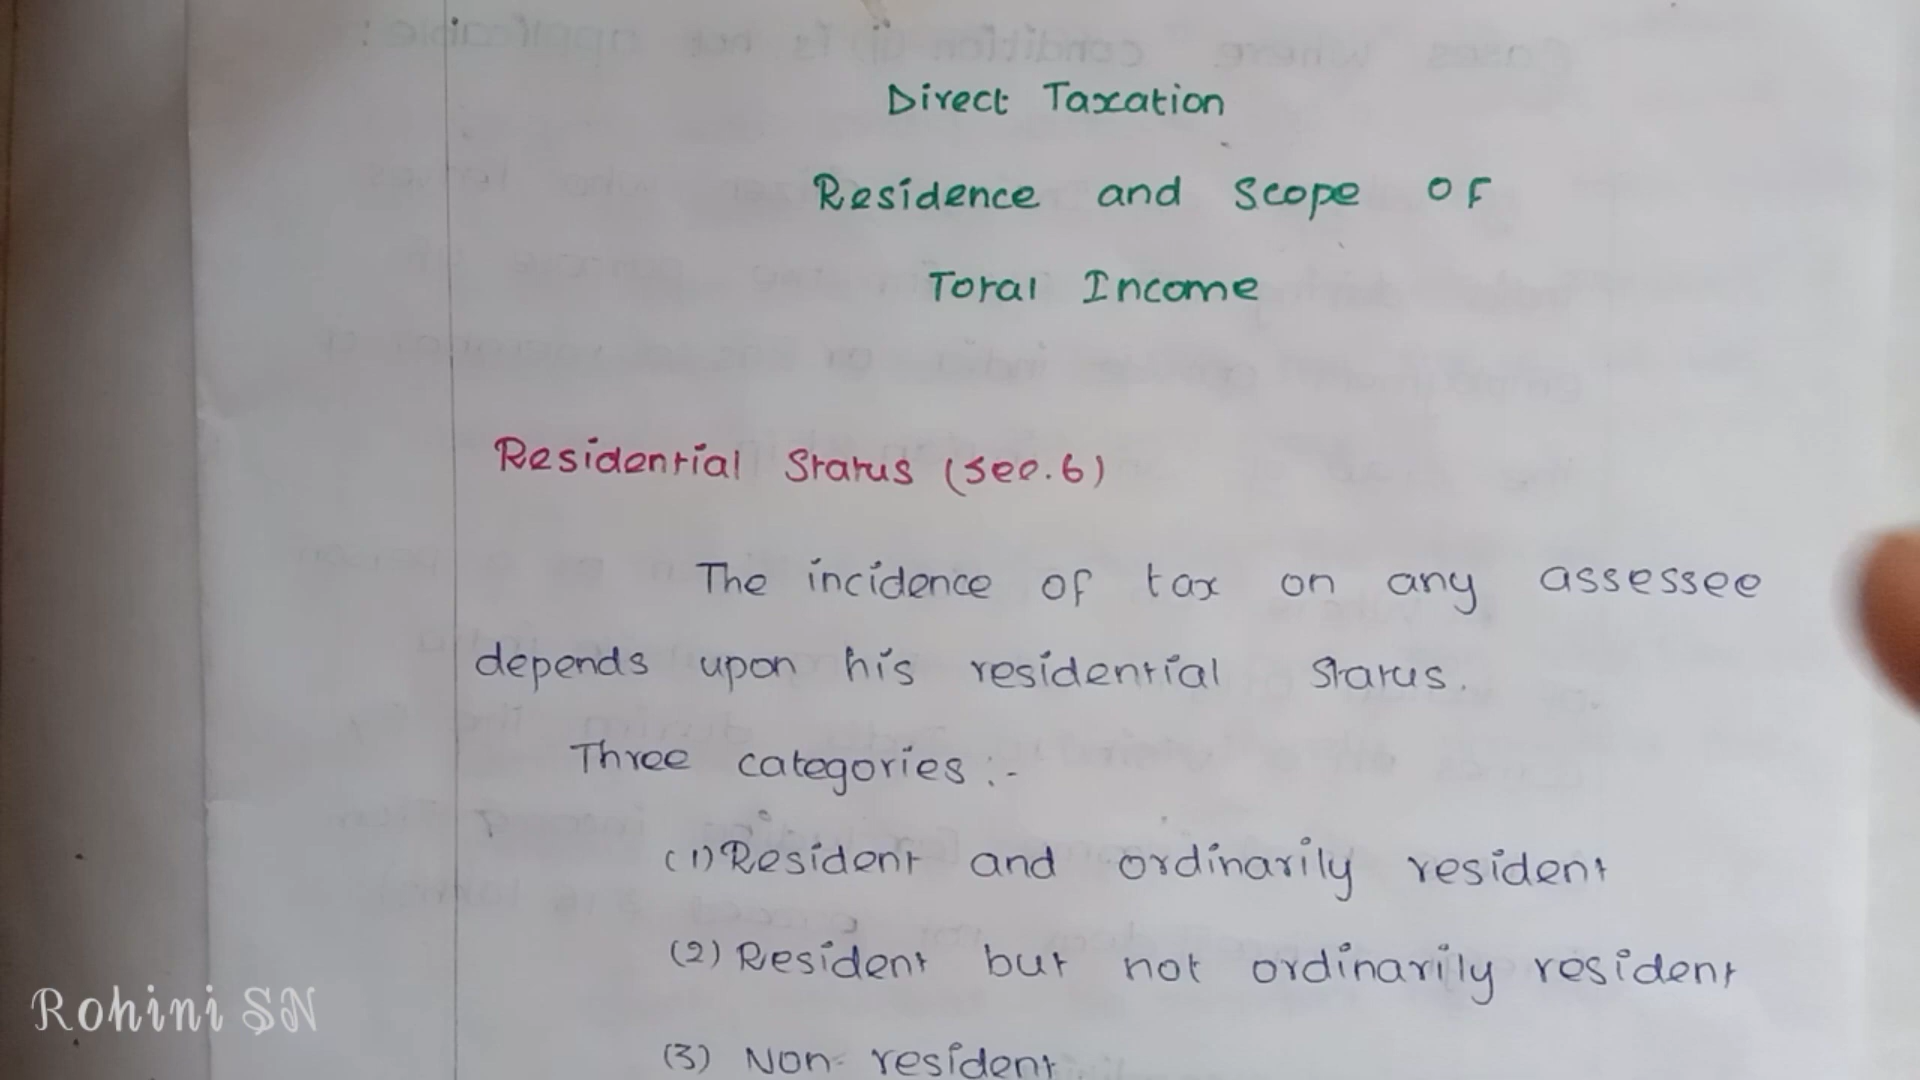 Direct Taxation
Residence and Scope OF
Total Income
Residential Status (sec.6)
The incidence of tax on any assessee
depends upon his residential status.
Three categories :-
(1) Resident and ordinarily resident
(2) Resident but not ordinarily resident
(3) Non-resident
Rohini SN